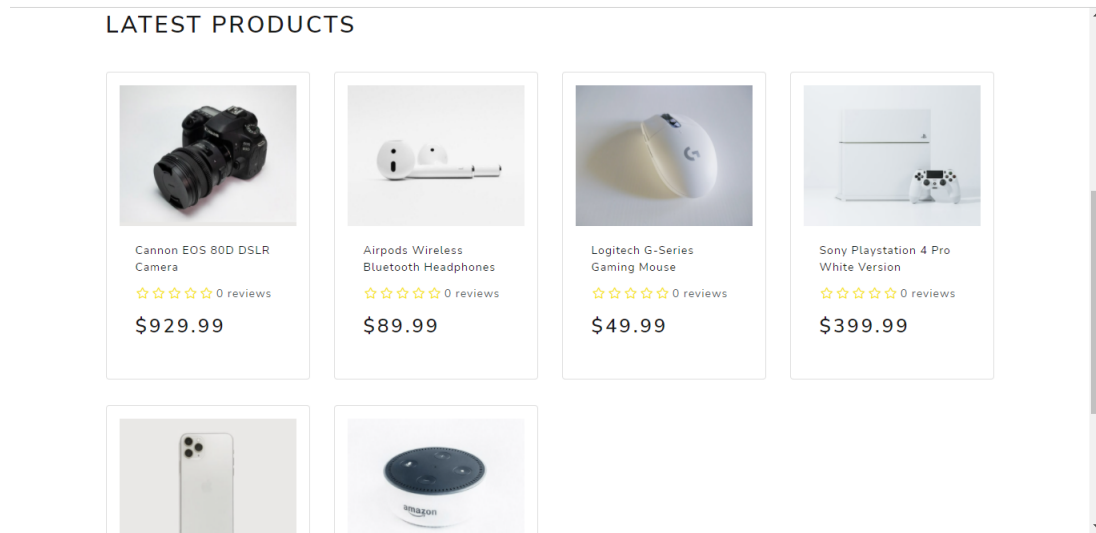 LATEST PRODUCTS
Cannon EOS 80D DSLR
Camera
0 reviews
$929.99
Airpods Wireless
Bluetooth Headphones
0 reviews
$89.99
Logitech G-Series
Gaming Mouse
0 reviews
$49.99
Sony Playstation 4 Pro
White Version
0 reviews
$399.99
amazon